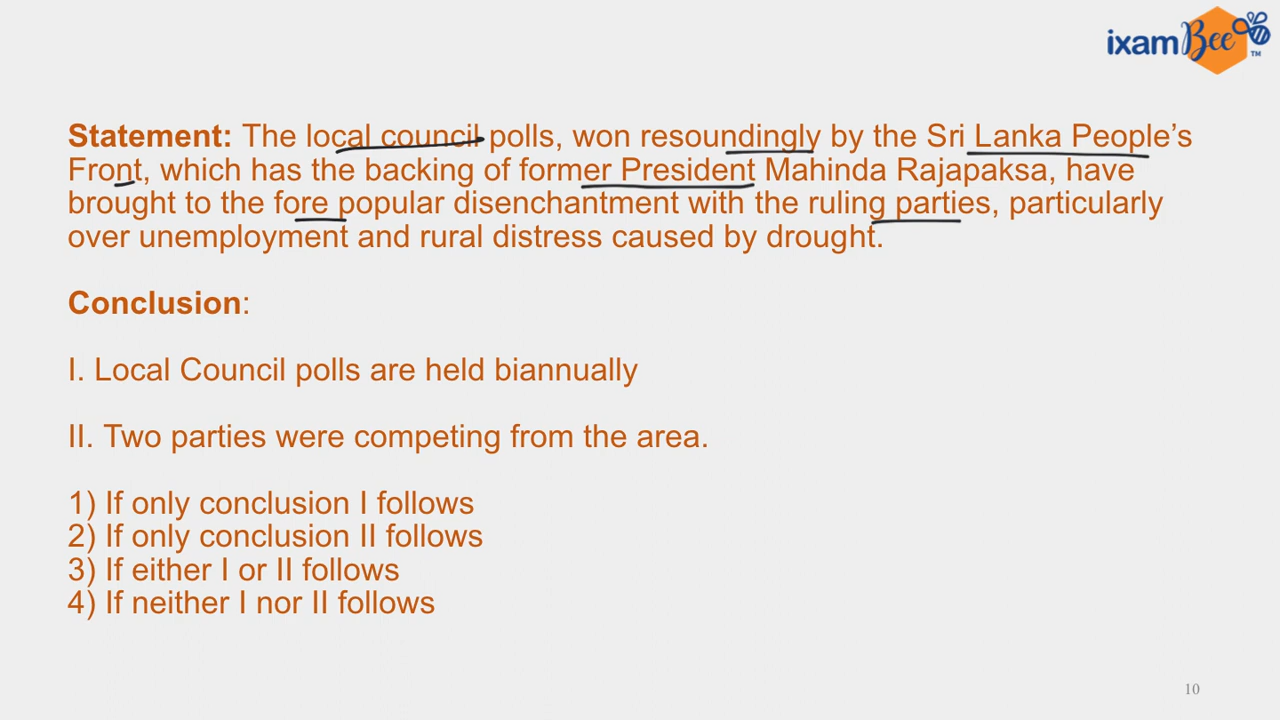 ixamBee
TM
Statement: The local council polls, won resoundingly by the Sri Lanka People’s
Front, which has the backing of former President Mahinda Rajapaksa, have
brought to the fore popular disenchantment with the ruling parties, particularly
over unemployment and rural distress caused by drought.
Conclusion:
I. Local Council polls are held biannually
II. Two parties were competing from the area.
1) If only conclusion I follows
2) If only conclusion II follows
3) If either I or II follows
4) If neither I nor II follows
10